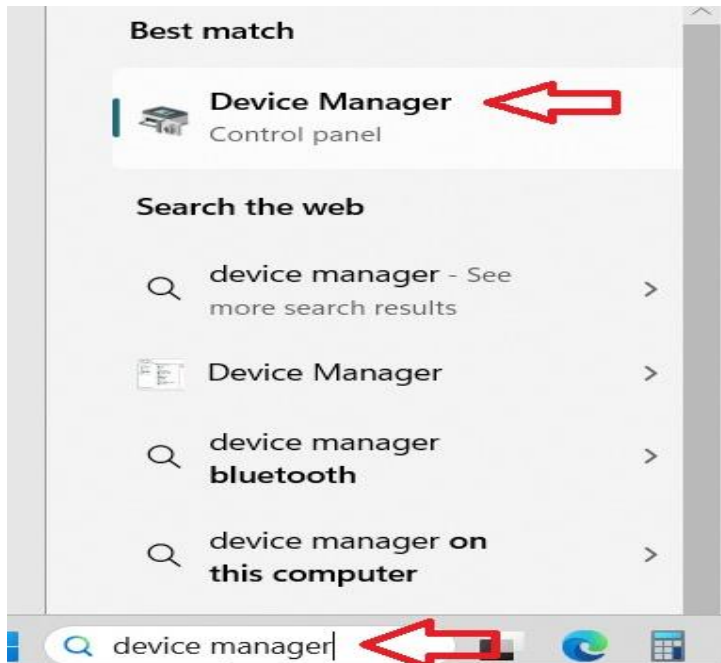 Best match
Device Manager
Control panel
Search the web
device manager - See
more search results
Device Manager
device manager
bluetooth
device manager on
this computer
device manager